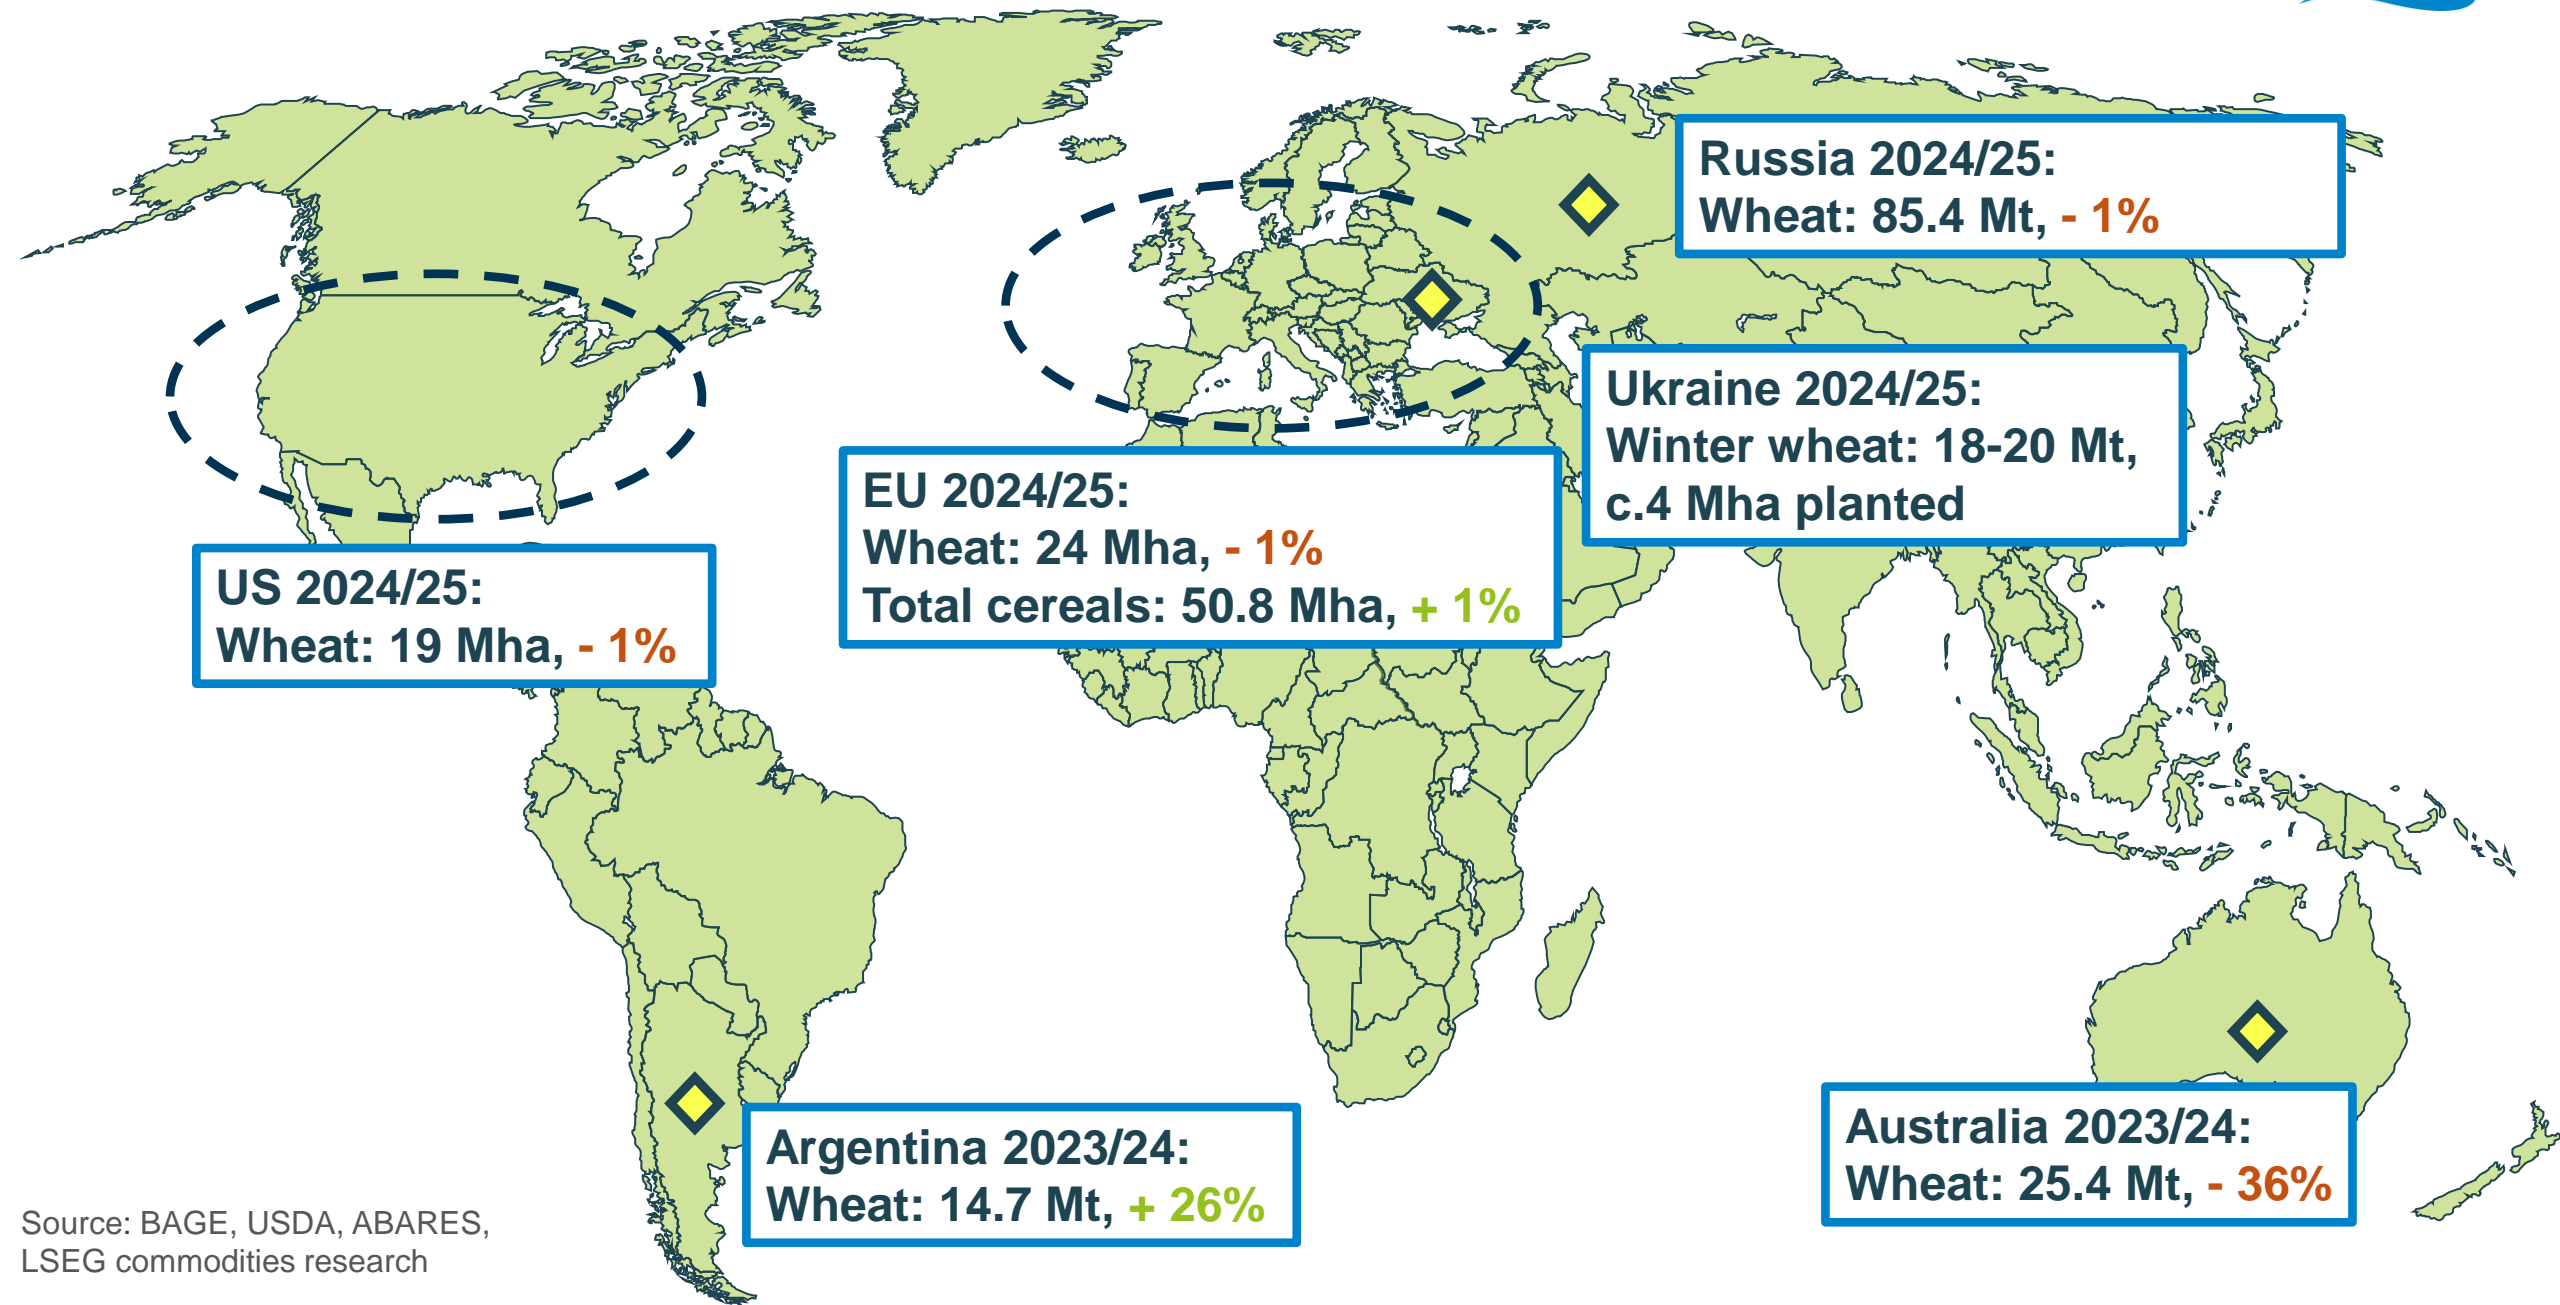 Russia 2024/25:
Wheat: 85.4 Mt, - 1%
Ukraine 2024/25:
Winter wheat: 18-20 Mt,
c.4 Mha planted
EU 2024/25:
Wheat: 24 Mha, - 1%
Total cereals: 50.8 Mha, + 1%
US 2024/25:
Wheat: 19 Mha, - 1%
Argentina 2023/24:
Wheat: 14.7 Mt, + 26%
Australia 2023/24:
Wheat: 25.4 Mt, - 36%
Source: BAGE, USDA, ABARES,
LSEG commodities research